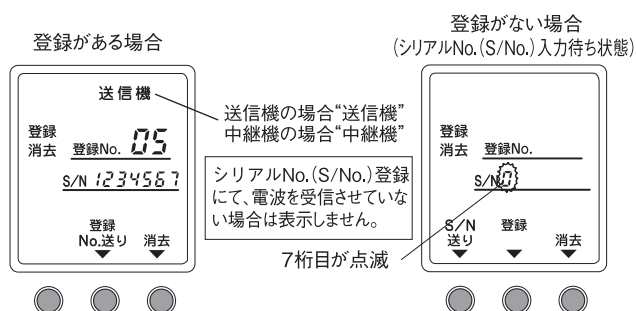 登録がある場合
登録がない場合
(シリアルNo.(S/No.)入力待ち状態)
送信機
登録
消去
登録No. 05
S/N 1234567
登録
No.送り
消去
送信機の場合“送信機”
中継機の場合“中継機”
シリアルNo.(S/No.)登録
にて、電波を受信させていな
い場合は表示しません。
7桁目が点滅
登録
消去
登録No.
S/N 0
S/N
送り
登録
消去